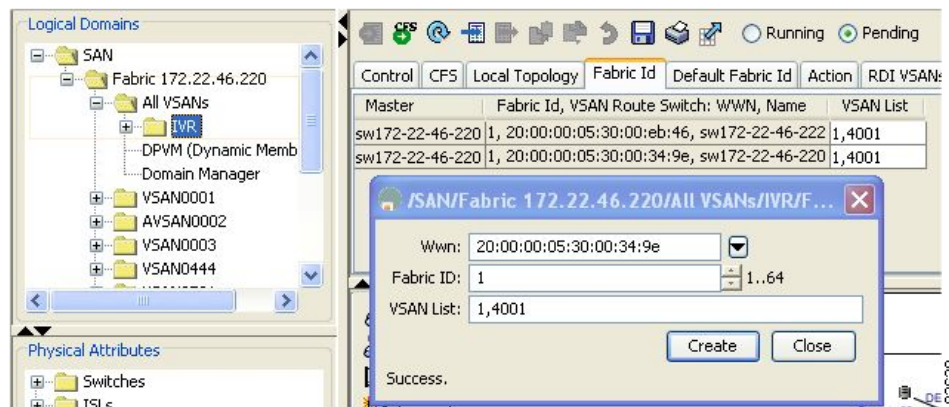 Logical Domains
SAN
Fabric 172.22.46.220
All VSANs
IVR
DPVM (Dynamic Memb
Domain Manager
VSAN0001
AVSAN0002
VSAN0003
VSAN0444
Physical Attributes
Switches
ISLs
CFS
Running
Pending
Control CFS Local Topology Fabric Id Default Fabric Id Action RDI VSANs
Master Fabric Id, VSAN Route Switch: WWN, Name VSAN List
sw172-22-46-220 1, 20:00:00:05:30:00:eb:46, sw172-22-46-222 1,4001
sw172-22-46-220 1, 20:00:00:05:30:00:34:9e, sw172-22-46-220 1,4001
/SAN/Fabric 172.22.46.220/All VSANs/IVR/F...
Wwn: 20:00:00:05:30:00:34:9e
Fabric ID: 1 1..64
VSAN List: 1,4001
Create Close
Success.
DE